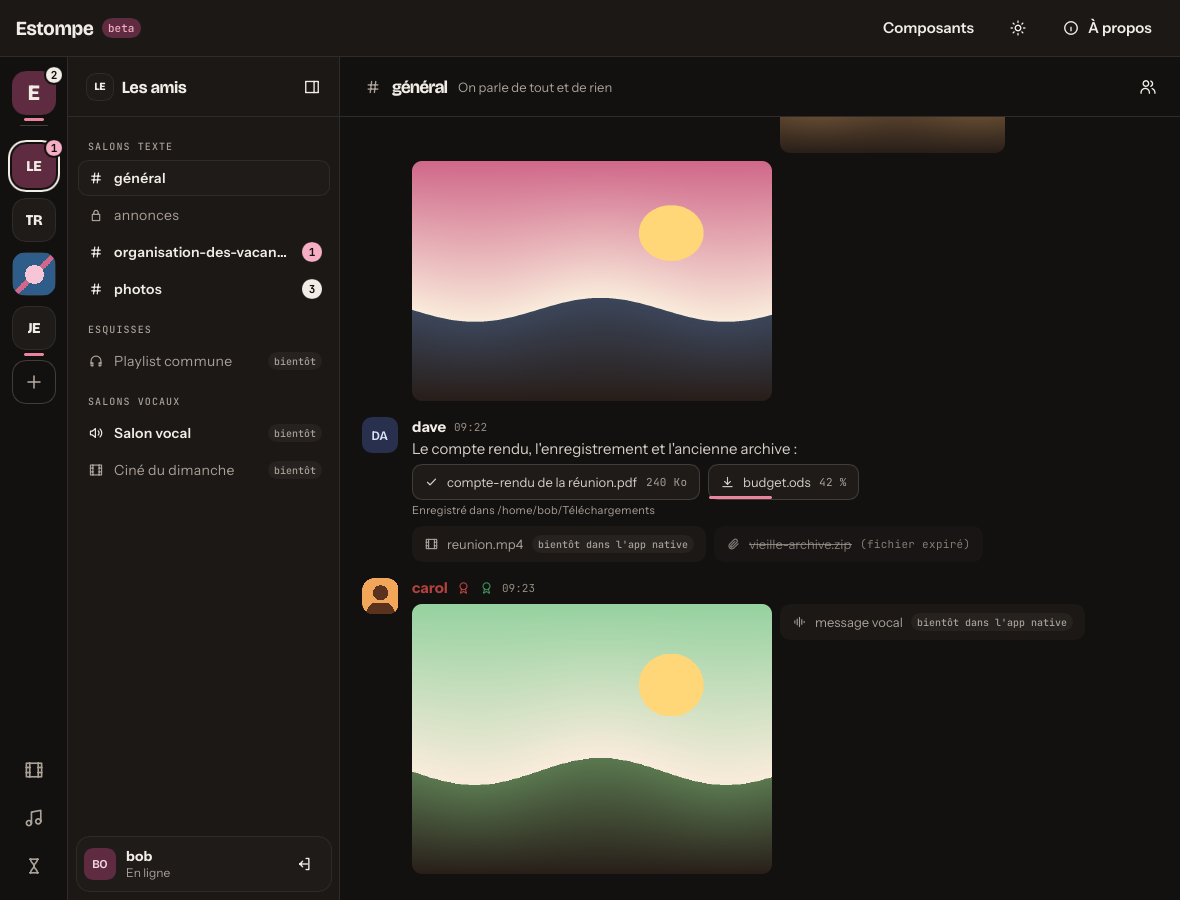 Estompe beta
Composants
À propos
E 2
LE 1
TR
JE
LE Les amis
SALONS TEXTE
# général
annonces
# organisation-des-vacan… 1
# photos 3
ESQUISSES
Playlist commune bientôt
SALONS VOCAUX
Salon vocal bientôt
Ciné du dimanche bientôt
BO bob
En ligne
# général On parle de tout et de rien
DA dave 09:22
Le compte rendu, l'enregistrement et l'ancienne archive :
compte-rendu de la réunion.pdf 240 Ko
budget.ods 42 %
Enregistré dans /home/bob/Téléchargements
reunion.mp4 bientôt dans l'app native
vieille-archive.zip (fichier expiré)
carol 09:23
message vocal bientôt dans l'app native